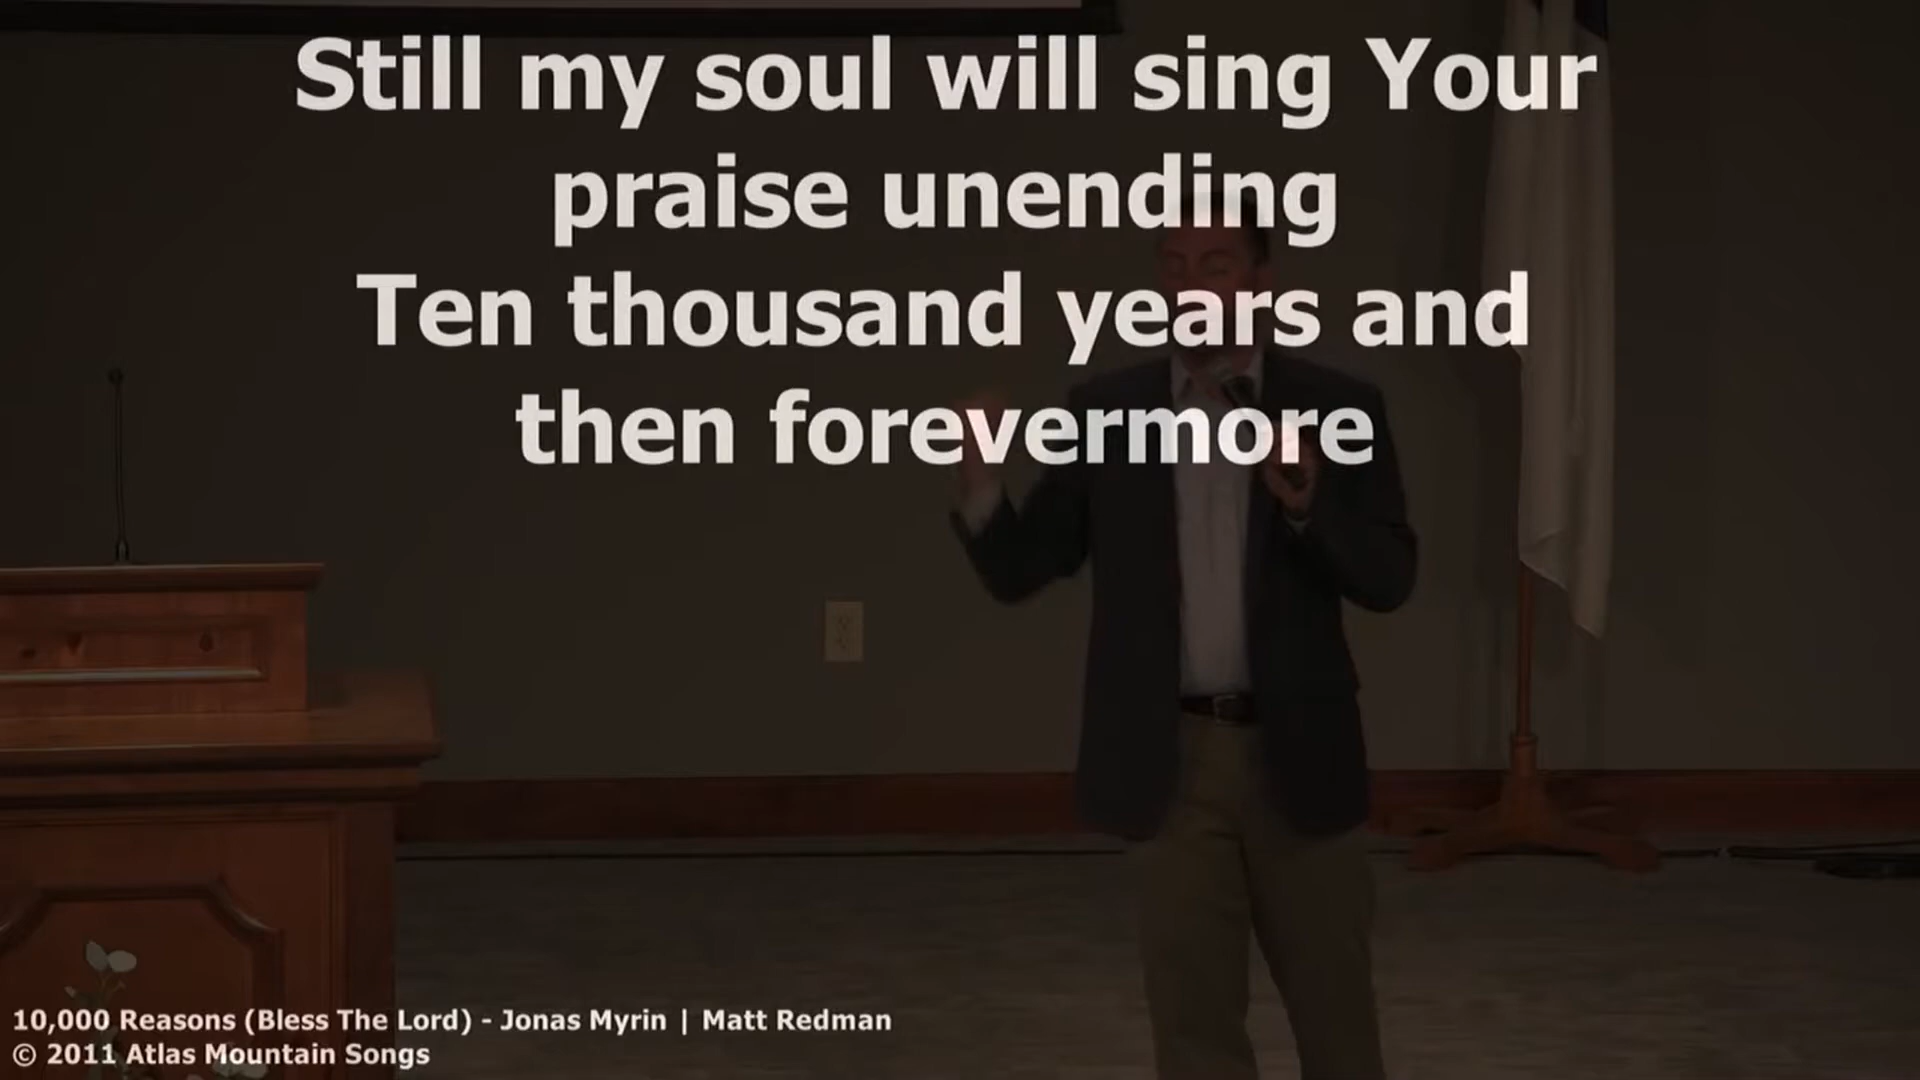 Still my soul will sing Your
praise unending
Ten thousand years and
then forevermore
10,000 Reasons (Bless The Lord) - Jonas Myrin | Matt Redman
© 2011 Atlas Mountain Songs